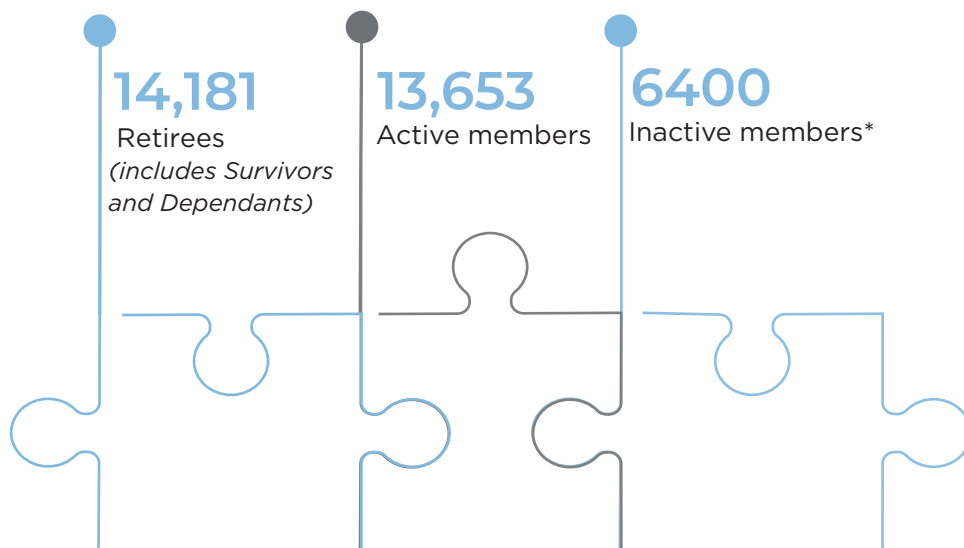 14,181
Retirees
(includes Survivors
and Dependants)
13,653
Active members
6400
Inactive members*